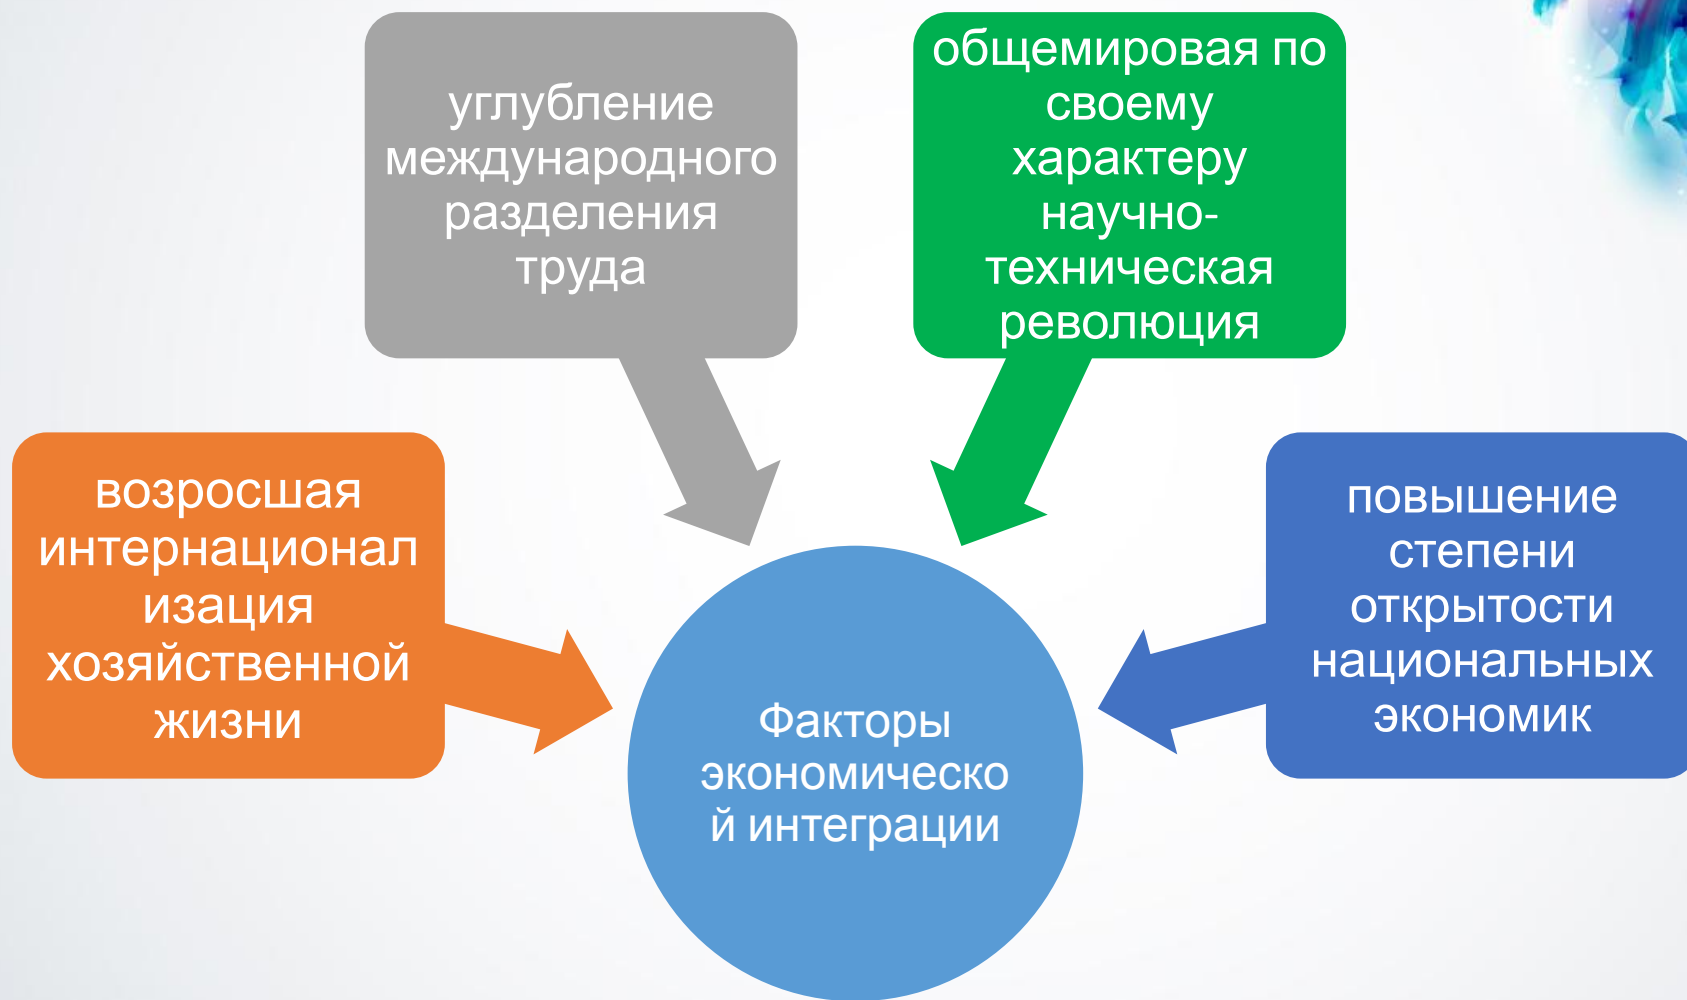 углубление
международного
разделения
труда
общемировая по
своему
характеру
научно-
техническая
революция
возросшая
интернационал
изация
хозяйственной
жизни
повышение
степени
открытости
национальных
экономик
Факторы
экономическо
й интеграции